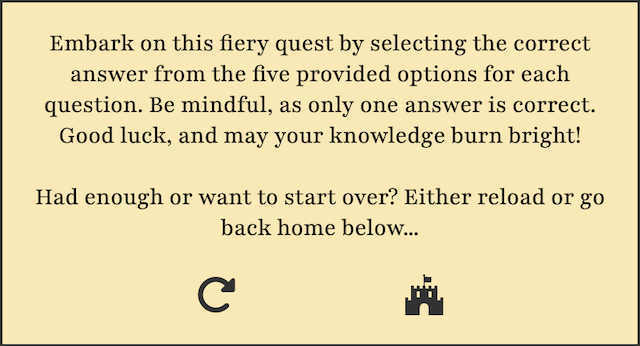 Embark on this fiery quest by selecting the correct
answer from the five provided options for each
question. Be mindful, as only one answer is correct.
Good luck, and may your knowledge burn bright!
Had enough or want to start over? Either reload or go
back home below...